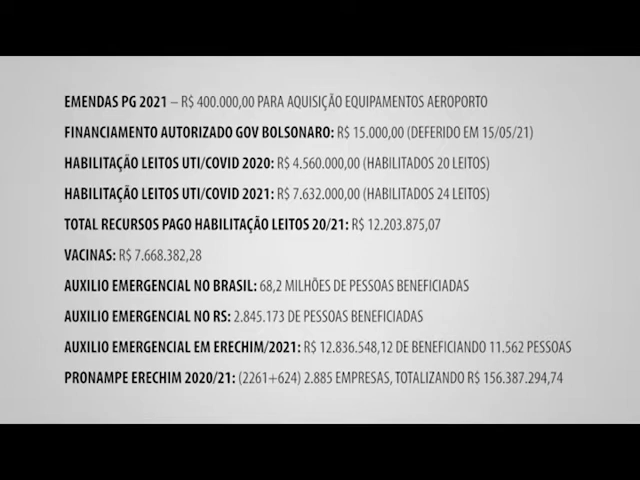 EMENDAS PG 2021 – R$ 400.000,00 PARA AQUISIÇÃO EQUIPAMENTOS AEROPORTO
FINANCIAMENTO AUTORIZADO GOV BOLSONARO: R$ 15.000,00 (DEFERIDO EM 15/05/21)
HABILITAÇÃO LEITOS UTI/COVID 2020: R$ 4.560.000,00 (HABILITADOS 20 LEITOS)
HABILITAÇÃO LEITOS UTI/COVID 2021: R$ 7.632.000,00 (HABILITADOS 24 LEITOS)
TOTAL RECURSOS PAGO HABILITAÇÃO LEITOS 20/21: R$ 12.203.875,07
VACINAS: R$ 7.668.382,28
AUXILIO EMERGENCIAL NO BRASIL: 68,2 MILHÕES DE PESSOAS BENEFICIADAS
AUXILIO EMERGENCIAL NO RS: 2.845.173 DE PESSOAS BENEFICIADAS
AUXILIO EMERGENCIAL EM ERECHIM/2021: R$ 12.836.548,12 DE BENEFICIANDO 11.562 PESSOAS
PRONAMPE ERECHIM 2020/21: (2261+624) 2.885 EMPRESAS, TOTALIZANDO R$ 156.387.294,74